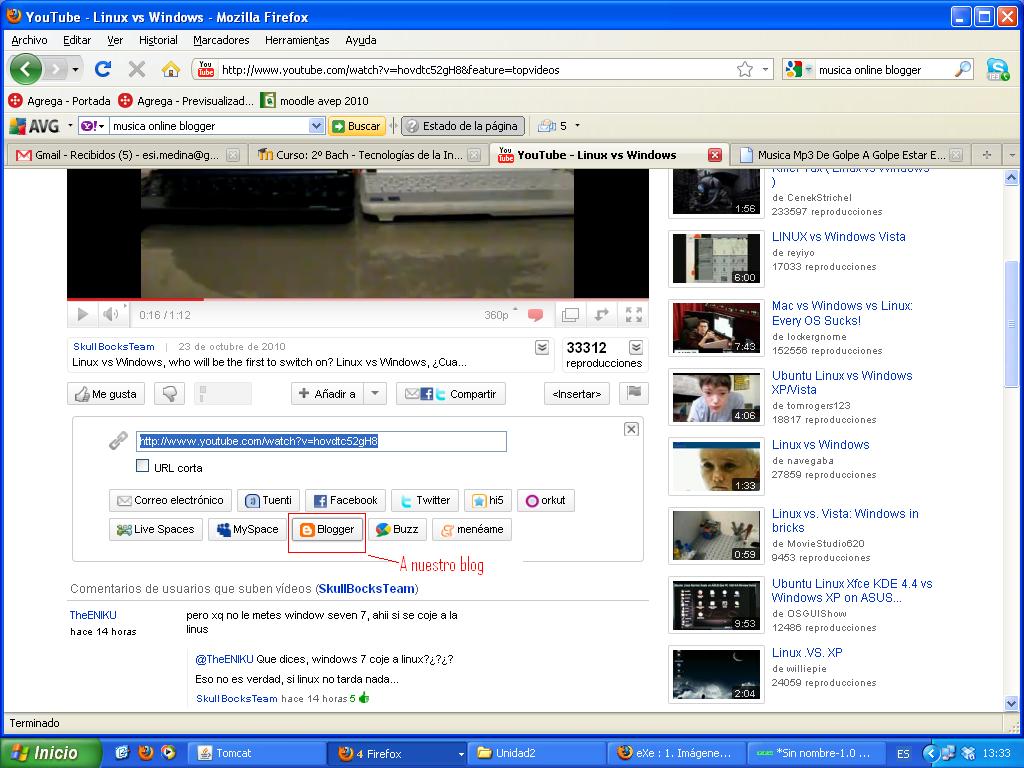 YouTube - Linux vs Windows - Mozilla Firefox
Archivo Editar Ver Historial Marcadores Herramientas Ayuda
http://www.youtube.com/watch?v=hovdtc52gH8&feature=topvideos
musica online blogger
Agrega - Portada Agrega - Previsualizad... moodle avep 2010
AVG musica online blogger Buscar Estado de la página 5
Gmail - Recibidos (5) - esi.medina@g... Curso: 2º Bach - Tecnologías de la In... YouTube - Linux vs Windows Musica Mp3 De Golpe A Golpe Estar E...
0:16 / 1:12 360p
SkullBocksTeam | 23 de octubre de 2010
Linux vs Windows, who will be the first to switch on? Linux vs Windows, ¿Cua...
33312
reproducciones
Me gusta Añadir a Compartir <Insertar>
http://www.youtube.com/watch?v=hovdtc52gH8
URL corta
Correo electrónico Tuenti Facebook Twitter hi5 orkut
Live Spaces MySpace Blogger Buzz menéame
A nuestro blog
Comentarios de usuarios que suben vídeos (SkullBocksTeam)
TheENIKU
hace 14 horas
pero xq no le metes window seven 7, ahii si se coje a la
linus
@TheENIKU Que dices, windows 7 coje a linux?¿?¿?
Eso no es verdad, si linux no tarda nada...
SkullBocksTeam hace 14 horas 5
Killer Tux ( Linux vs Windows
)
de CenekStrichel
233597 reproducciones
1:56
LINUX vs Windows Vista
de reyiyo
17033 reproducciones
6:00
Mac vs Windows vs Linux:
Every OS Sucks!
de lockergnome
152556 reproducciones
7:43
Ubuntu Linux vs Windows
XP/Vista
de tomrogers123
18817 reproducciones
4:06
Linux vs Windows
de navegaba
27859 reproducciones
1:33
Linux vs. Vista: Windows in
bricks
de MovieStudio620
9453 reproducciones
0:59
Ubuntu Linux Xfce KDE 4.4 vs
Windows XP on ASUS...
de OSGUIShow
12486 reproducciones
9:53
Linux .VS. XP
de williepie
24059 reproducciones
2:04
Terminado
Inicio Tomcat 4 Firefox Unidad2 eXe : 1. Imágene... *Sin nombre-1.0 ... ES 13:33